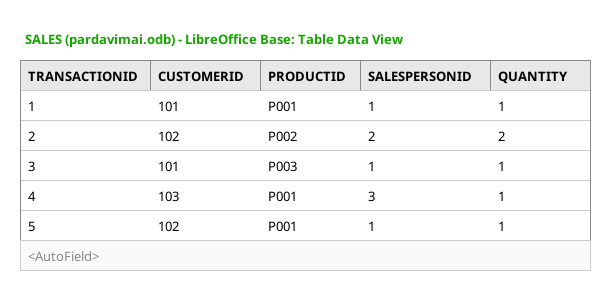 SALES (pardavimai.odb) - LibreOffice Base: Table Data View
TRANSACTIONID CUSTOMERID PRODUCTID SALESPERSONID QUANTITY
1 101 P001 1 1
2 102 P002 2 2
3 101 P003 1 1
4 103 P001 3 1
5 102 P001 1 1
<AutoField>